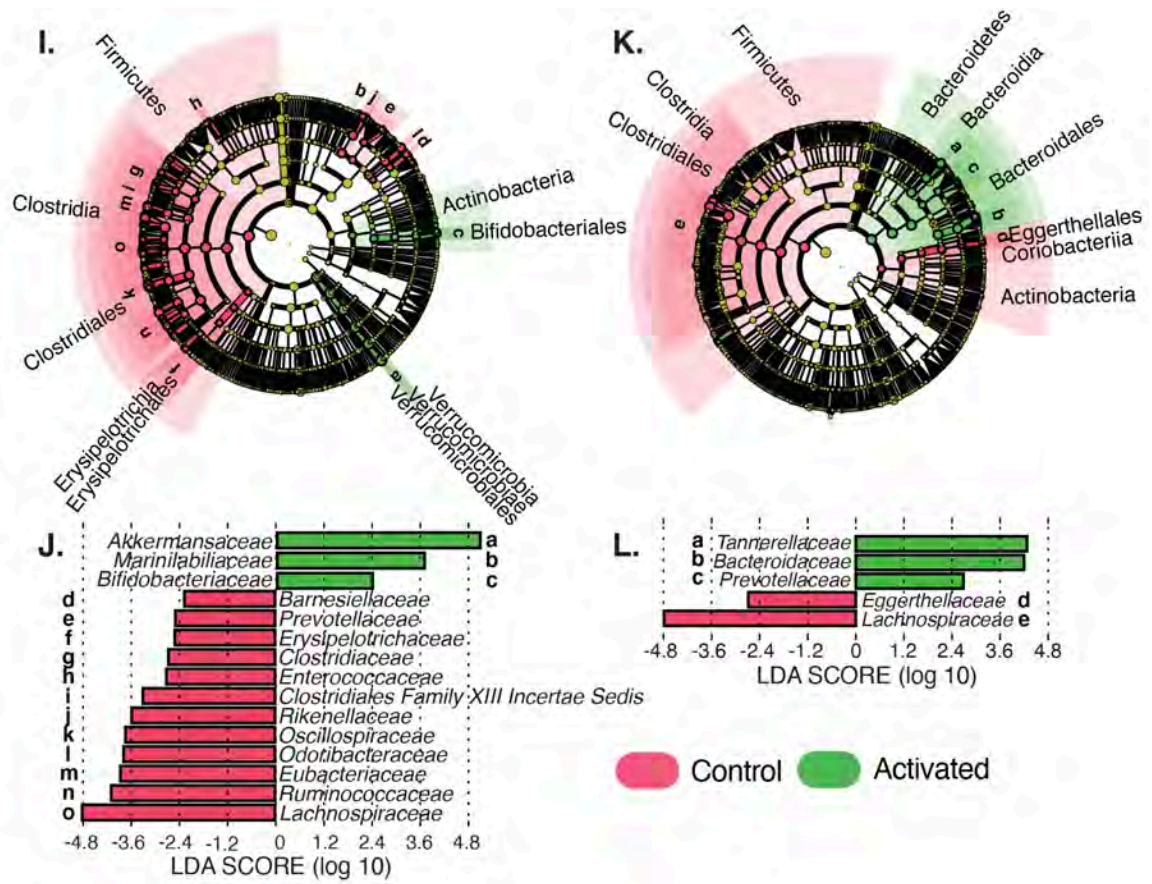 I.
Firmicutes
h
b
j
e
l
d
g
i
m
Clostridia
o
k
Clostridiales
n
f
Erysipelotrichia
Erysipelotrichales
Actinobacteria
c
Bifidobacteriales
a
Verrucomicrobia
Verrucomicrobiae
Verrucomicrobiales
K.
Firmicutes
Clostridia
Clostridiales
e
Bacteroidetes
Bacteroidia
Bacteroidales
a
c
b
d
Eggerthellales
Coriobacteriia
Actinobacteria
J.
Akkermansaceae a
Marinilabiliaceae b
Bifidobacteriaceae c
d Barnesiellaceae
e Prevotellaceae
f Erysipelotrichaceae
g Clostridiaceae
h Enterococcaceae
i Clostridiales Family XIII Incertae Sedis
j Rikenellaceae
k Oscillospiraceae
l Odoribacteraceae
m Eubacteriaceae
n Ruminococcaceae
o Lachnospiraceae
-4.8 -3.6 -2.4 -1.2 0 1.2 2.4 3.6 4.8
LDA SCORE (log 10)
L.
a Tannerellaceae
b Bacteroidaceae
c Prevotellaceae
Eggerthellaceae d
Lachnospiraceae e
-4.8 -3.6 -2.4 -1.2 0 1.2 2.4 3.6 4.8
LDA SCORE (log 10)
Control Activated